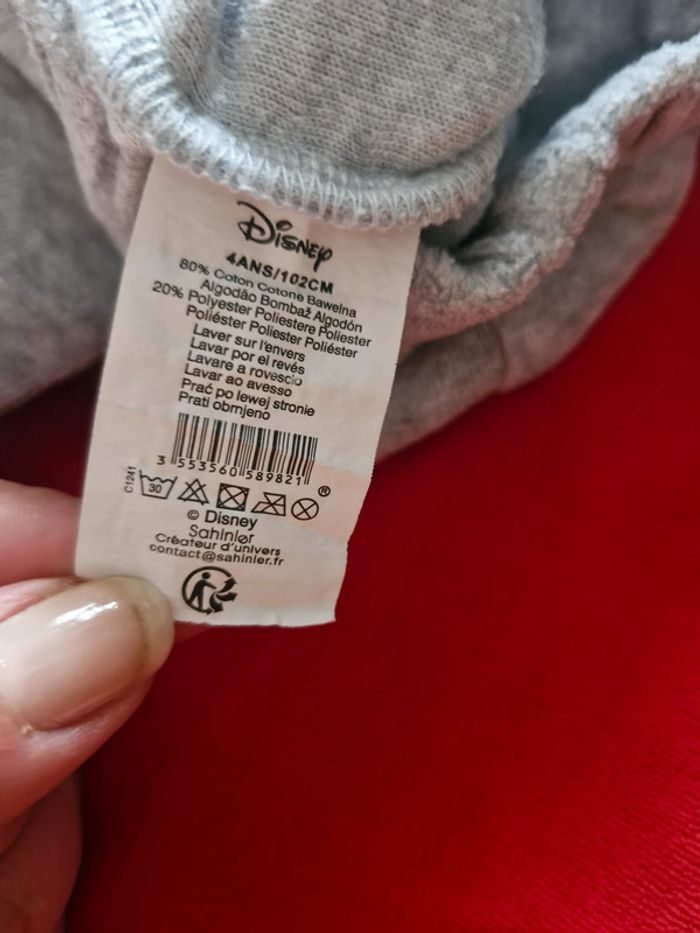 Disney
4ANS/102CM
80% Coton Cotone Bawelna
Algodão Bombaž Algodón
20% Polyester Poliestere Poliester
Poliéster Poliester Poliéster
Laver sur l'envers
Lavar por el revés
Lavare a rovescio
Lavar ao avesso
Prać po lewej stronie
Prati obrnjeno
3 553560 589821
C1241
30
®
© Disney
Sahinler
Créateur d'univers
contact@sahinler.fr